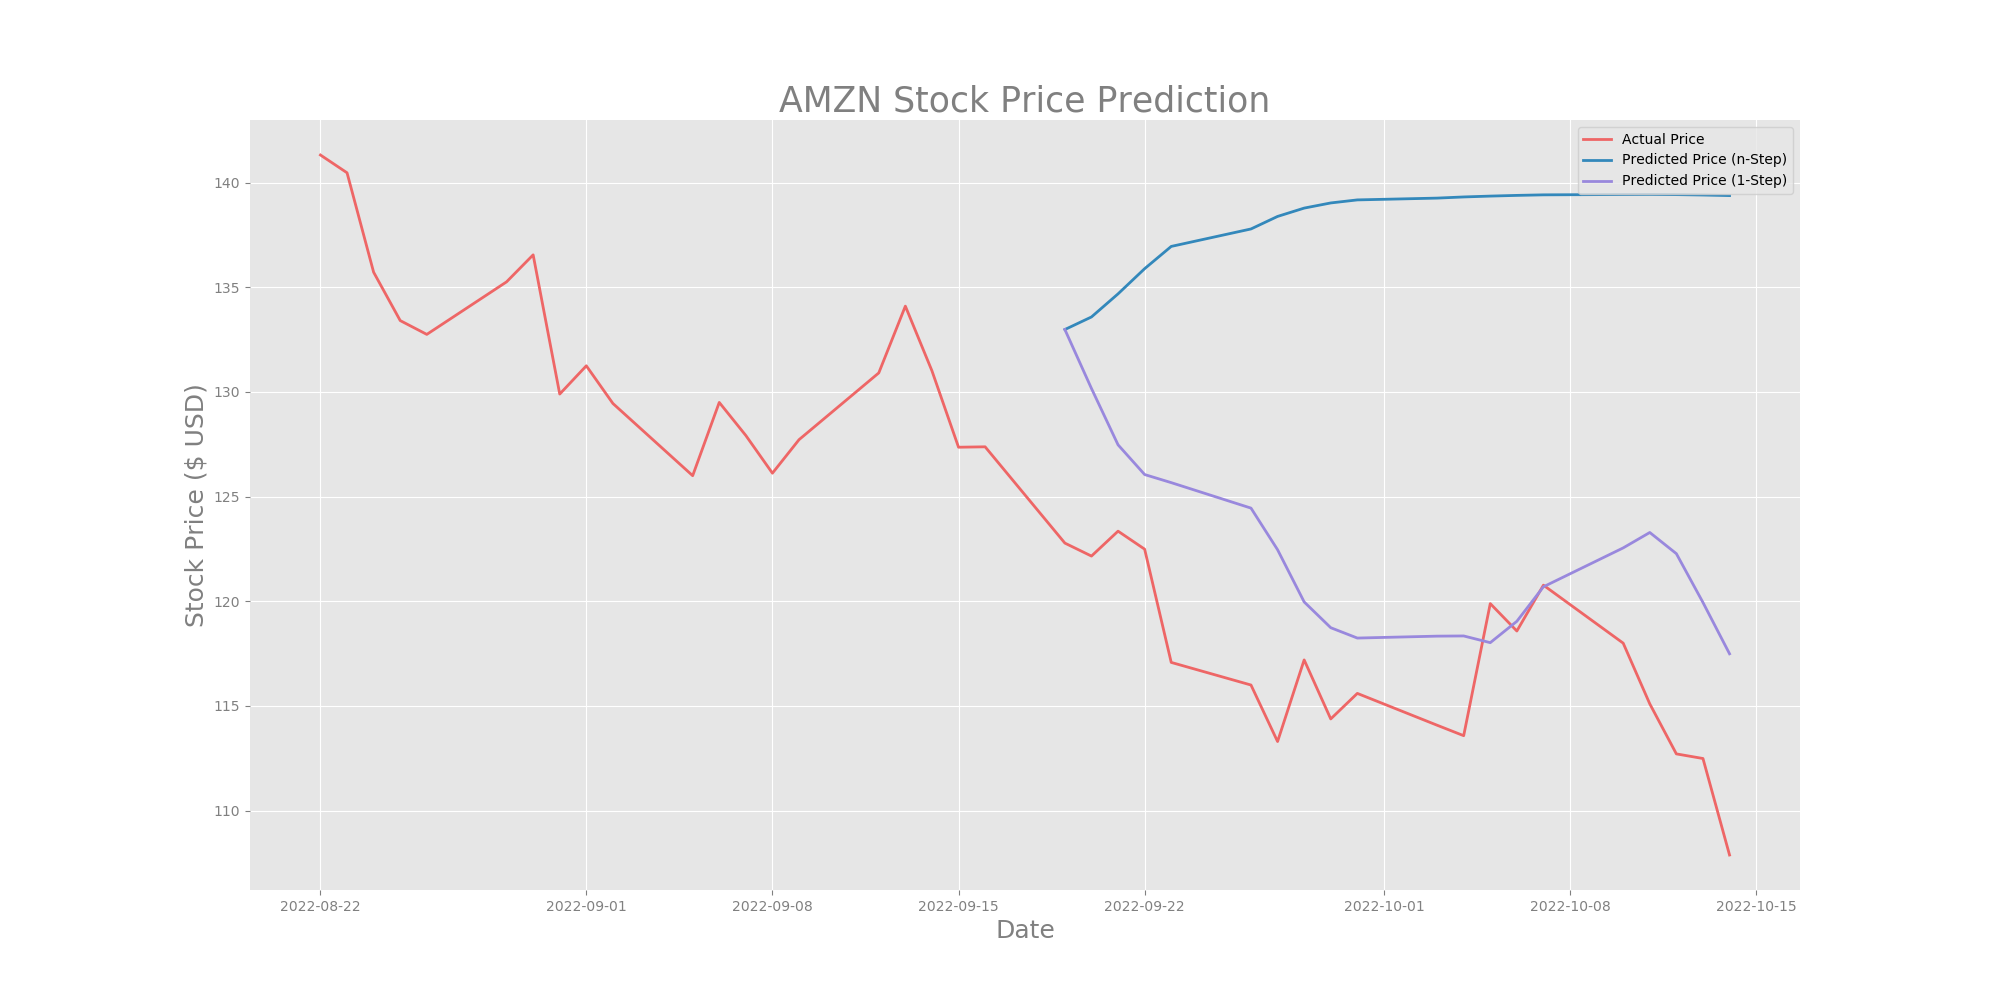 AMZN Stock Price Prediction
Actual Price
Predicted Price (n-Step)
Predicted Price (1-Step)
Stock Price ($ USD)
140
135
130
125
120
115
110
2022-08-22 2022-09-01 2022-09-08 2022-09-15 2022-09-22 2022-10-01 2022-10-08 2022-10-15
Date